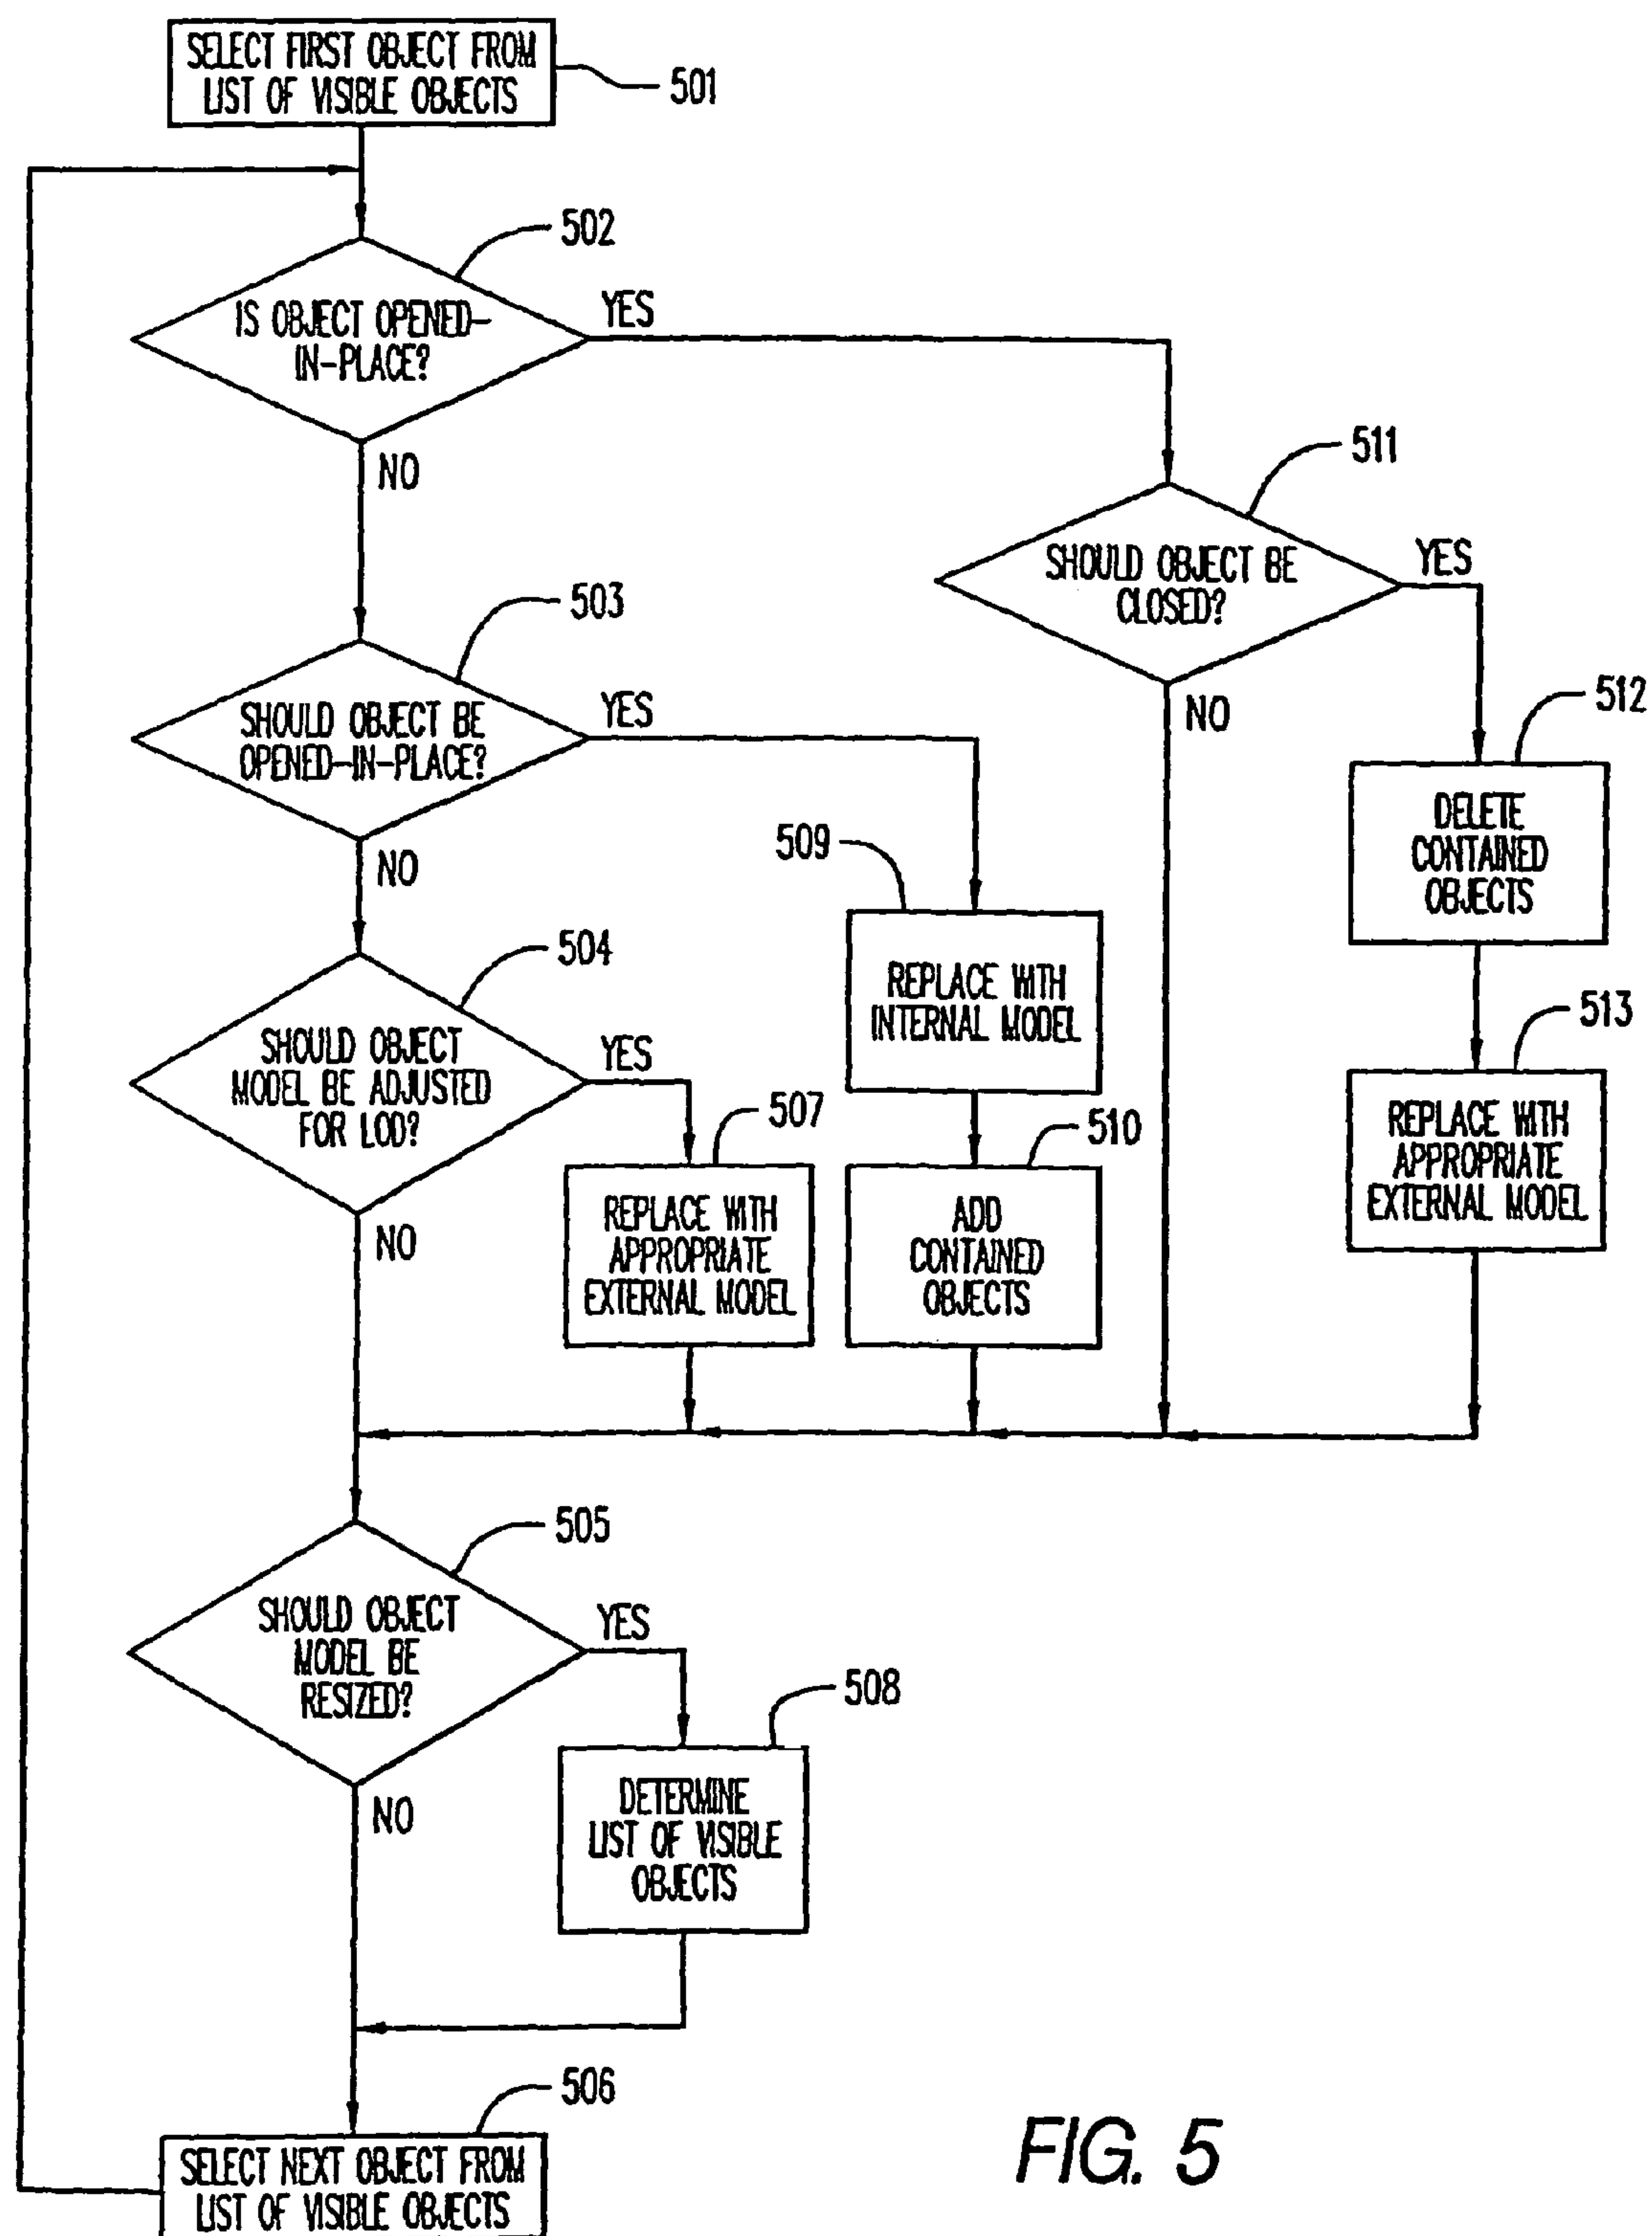 SELECT FIRST OBJECT FROM
LIST OF VISIBLE OBJECTS
501
502
IS OBJECT OPENED-
IN-PLACE?
YES
NO
511
SHOULD OBJECT BE
CLOSED?
YES
NO
503
SHOULD OBJECT BE
OPENED-IN-PLACE?
YES
NO
512
DELETE
CONTAINED
OBJECTS
509
REPLACE WITH
INTERNAL MODEL
504
SHOULD OBJECT
MODEL BE ADJUSTED
FOR LOD?
YES
NO
513
REPLACE WITH
APPROPRIATE
EXTERNAL MODEL
507
REPLACE WITH
APPROPRIATE
EXTERNAL MODEL
510
ADD
CONTAINED
OBJECTS
505
SHOULD OBJECT
MODEL BE
RESIZED?
YES
NO
508
DETERMINE
LIST OF VISIBLE
OBJECTS
506
SELECT NEXT OBJECT FROM
LIST OF VISIBLE OBJECTS
FIG. 5